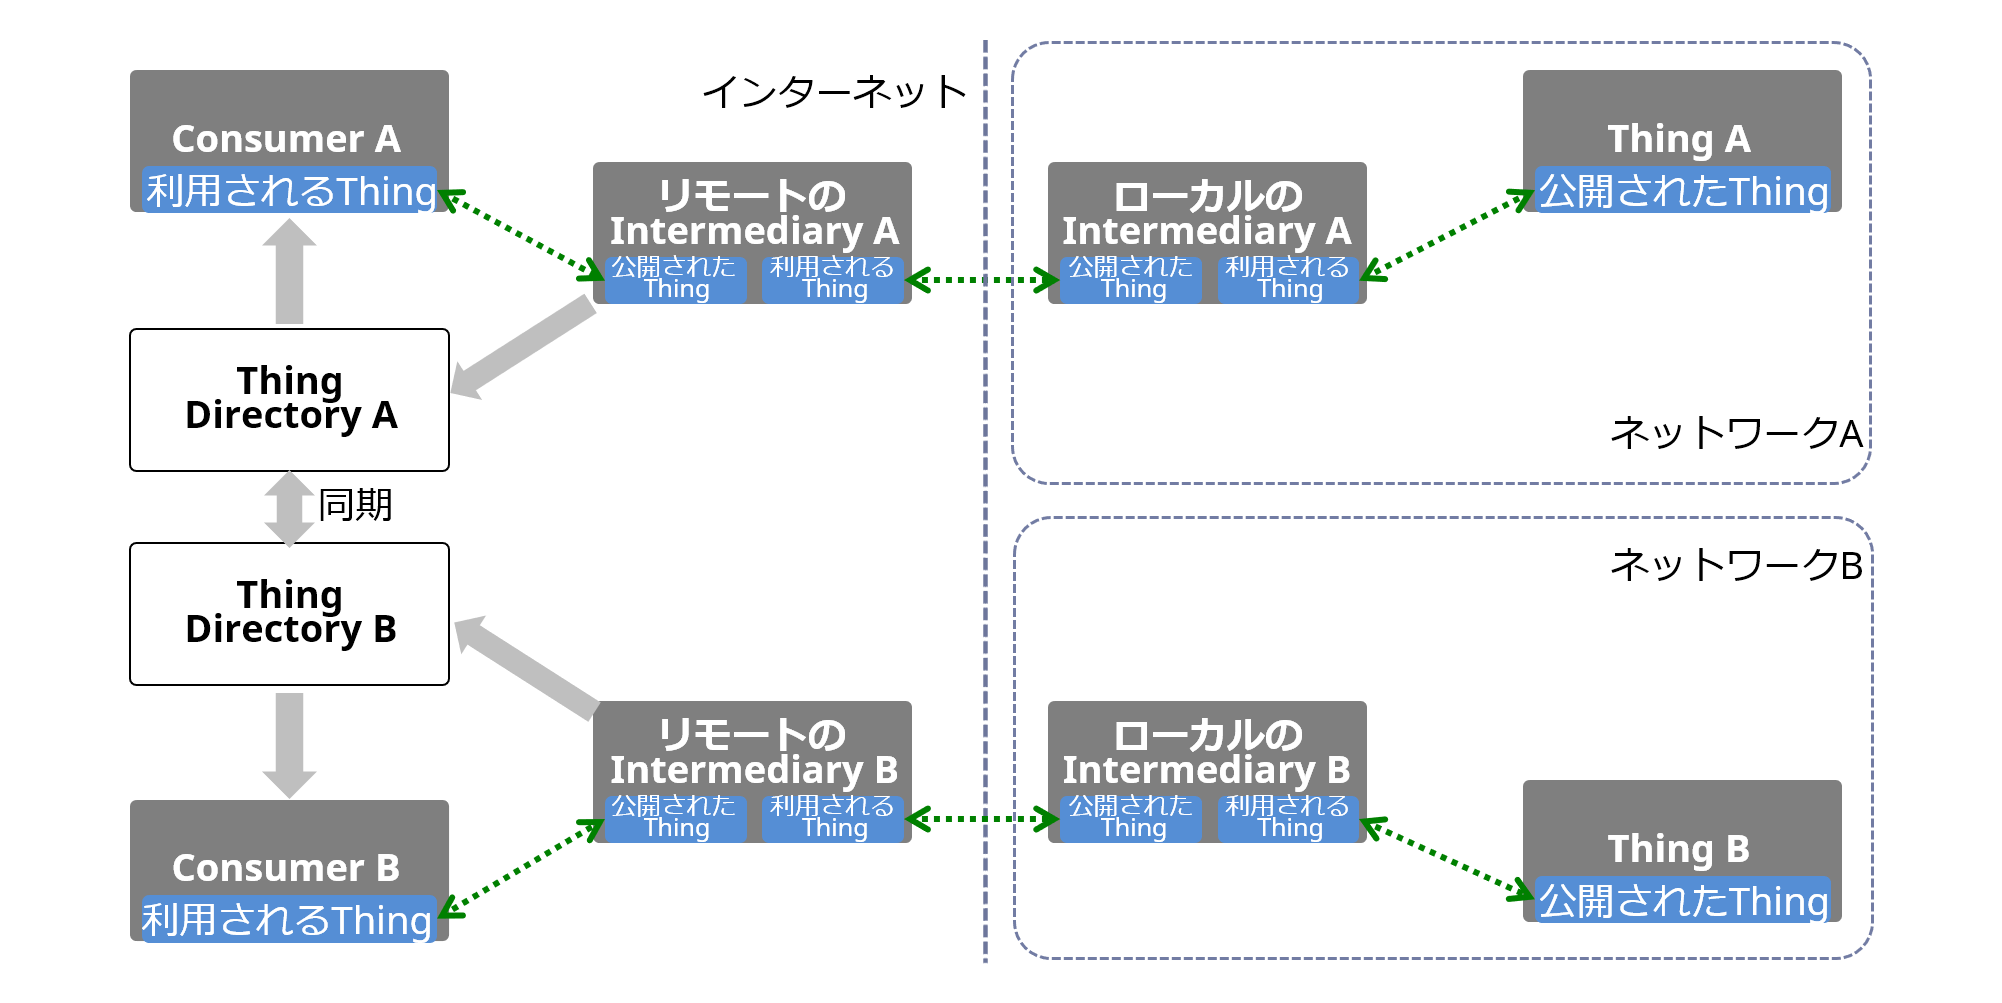 インターネット
Consumer A
利用されるThing
リモートの
Intermediary A
公開された
Thing
利用される
Thing
ローカルの
Intermediary A
公開された
Thing
利用される
Thing
Thing A
公開されたThing
ネットワークA
Thing
Directory A
同期
Thing
Directory B
ネットワークB
リモートの
Intermediary B
公開された
Thing
利用される
Thing
ローカルの
Intermediary B
公開された
Thing
利用される
Thing
Thing B
公開されたThing
Consumer B
利用されるThing